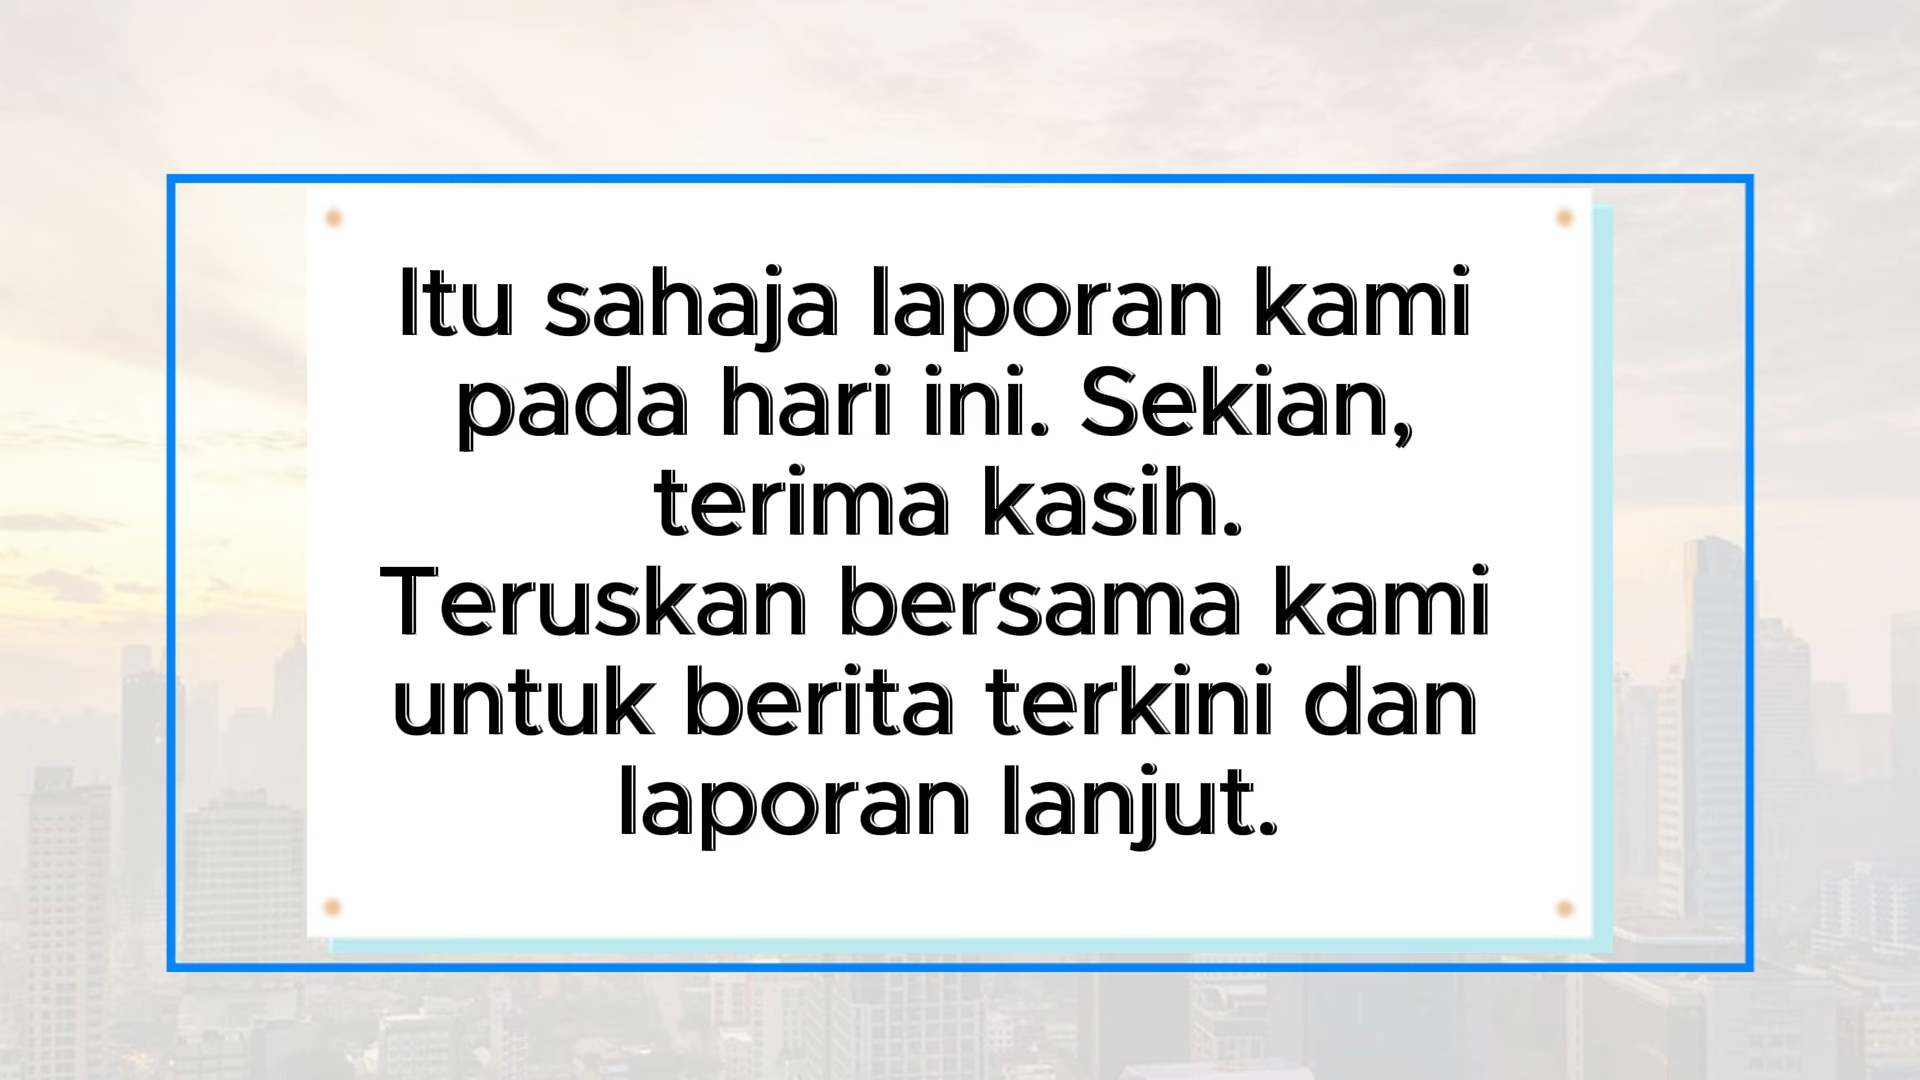 Itu sahaja laporan kami
pada hari ini. Sekian,
terima kasih.
Teruskan bersama kami
untuk berita terkini dan
laporan lanjut.